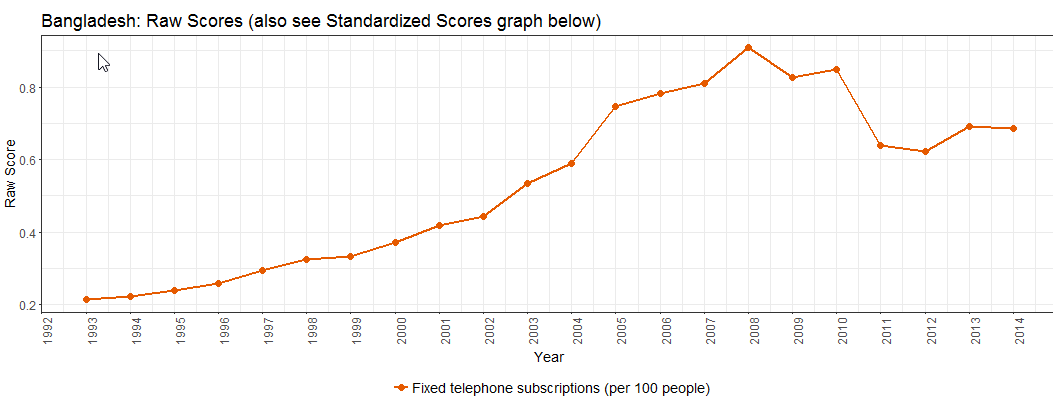 Bangladesh: Raw Scores (also see Standardized Scores graph below)
Raw Score
0.8
0.6
0.4
0.2
1992 1993 1994 1995 1996 1997 1998 1999 2000 2001 2002 2003 2004 2005 2006 2007 2008 2009 2010 2011 2012 2013 2014
Year
Fixed telephone subscriptions (per 100 people)